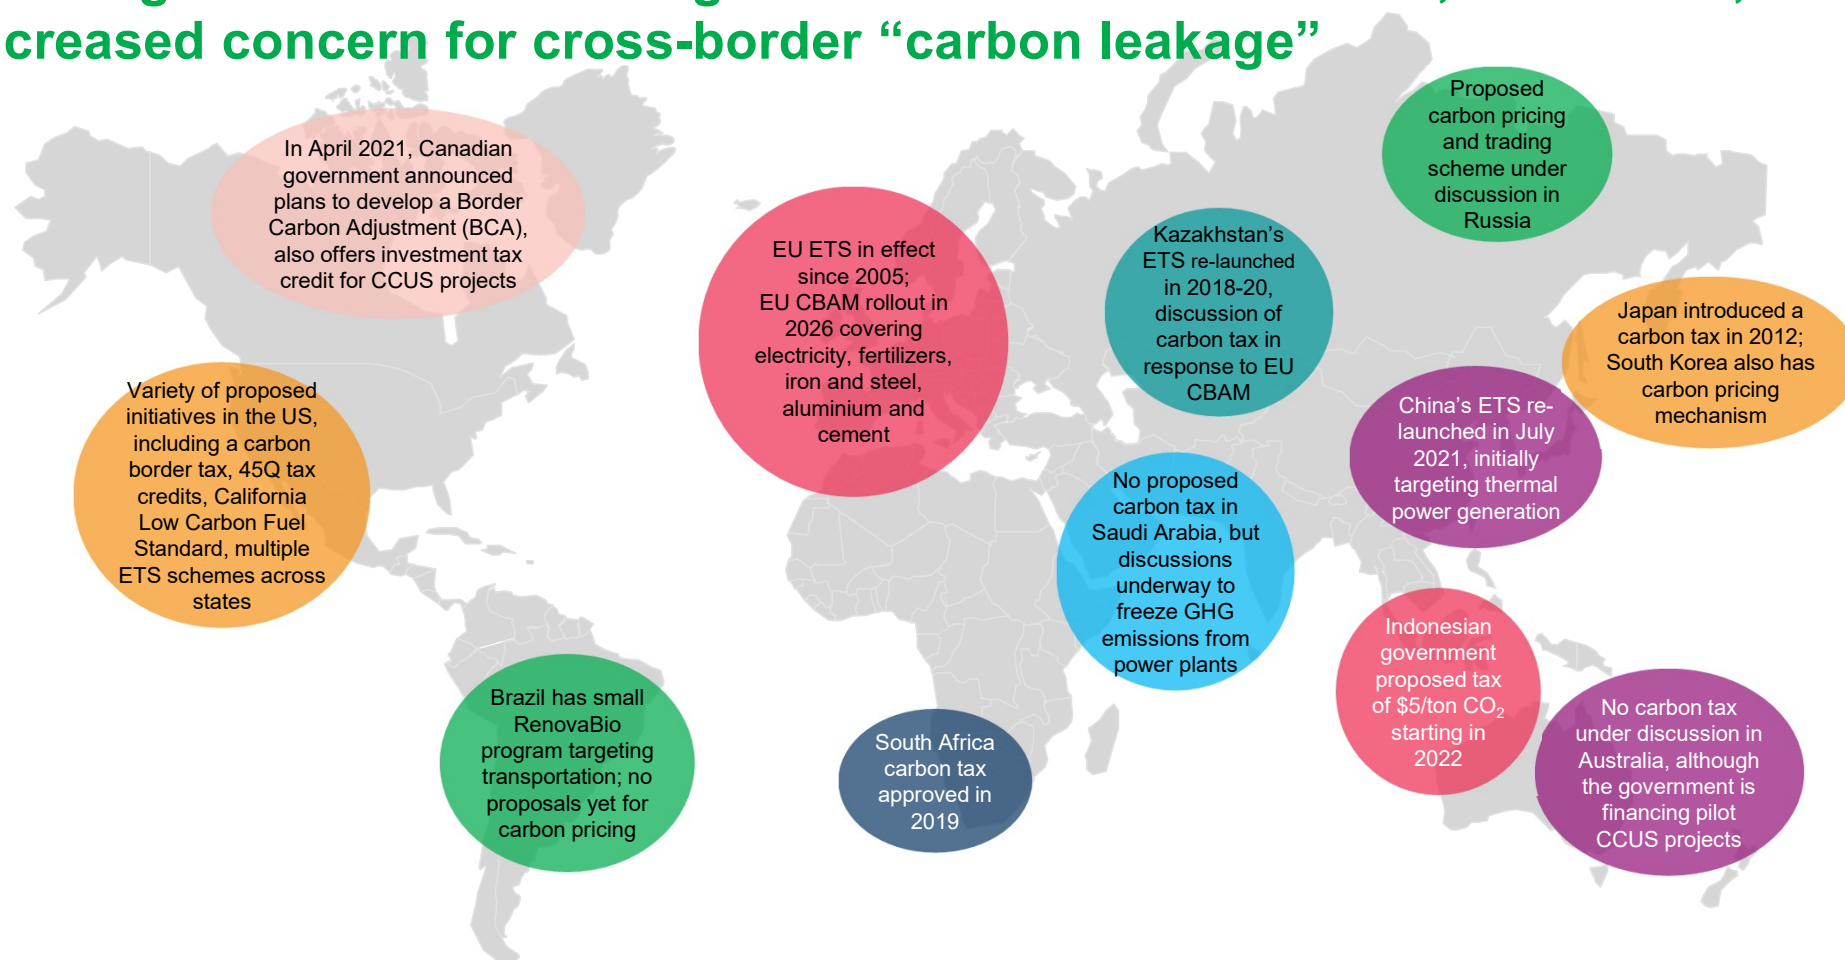 creased concern for cross-border “carbon leakage”
Proposed
carbon pricing
and trading
scheme under
discussion in
Russia
In April 2021, Canadian
government announced
plans to develop a Border
Carbon Adjustment (BCA),
also offers investment tax
credit for CCUS projects
EU ETS in effect
since 2005;
EU CBAM rollout in
2026 covering
electricity, fertilizers,
iron and steel,
aluminium and
cement
Kazakhstan’s
ETS re-launched
in 2018-20,
discussion of
carbon tax in
response to EU
CBAM
Japan introduced a
carbon tax in 2012;
South Korea also has
carbon pricing
mechanism
Variety of proposed
initiatives in the US,
including a carbon
border tax, 45Q tax
credits, California
Low Carbon Fuel
Standard, multiple
ETS schemes across
states
China’s ETS re-
launched in July
2021, initially
targeting thermal
power generation
No proposed
carbon tax in
Saudi Arabia, but
discussions
underway to
freeze GHG
emissions from
power plants
Indonesian
government
proposed tax
of $5/ton CO₂
starting in
2022
Brazil has small
RenovaBio
program targeting
transportation; no
proposals yet for
carbon pricing
South Africa
carbon tax
approved in
2019
No carbon tax
under discussion in
Australia, although
the government is
financing pilot
CCUS projects